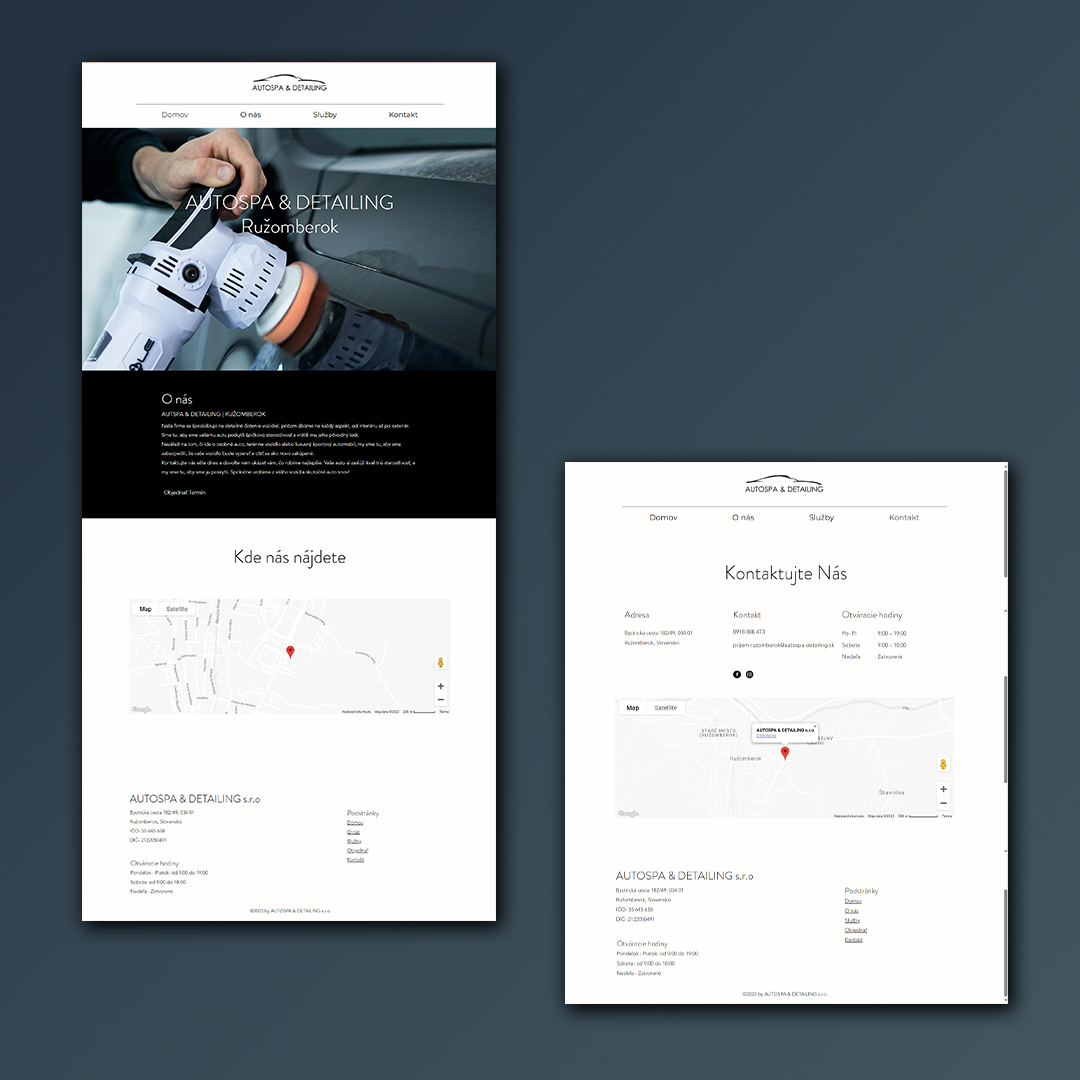 AUTOSPA & DETAILING
Domov O nás Služby Kontakt
AUTOSPA & DETAILING
Ružomberok
O nás
AUTSPA & DETAILING | RUŽOMBEROK
Naša firma sa špecializuje na detailné čistenie vozidiel, pričom dbáme na každý aspekt, od interiéru až po exteriér.
Sme tu, aby sme vašemu autu poskytli špičkovú starostlivosť a vrátili mu jeho pôvodný lesk.
Nezáleží na tom, či ide o osobné auto, terénne vozidlo alebo luxusný športový automobil, my sme tu, aby sme
zabezpečili, že vaše vozidlo bude vyzerať a cítiť sa ako novo zakúpené.
Kontaktujte nás ešte dnes a dovoľte nám ukázať vám, čo robíme najlepšie. Vaše auto si zaslúži kvalitnú starostlivosť, a
my sme tu, aby sme ju poskytli. Spoločne urobíme z vášho vozidla skutočné auto snov!
Objednať Termín
Kde nás nájdete
Map Satellite
Google
Keyboard shortcuts Map data ©2023 200 m Terms
AUTOSPA & DETAILING s.r.o
Bystrická cesta 182/49, 034 01
Ružomberok, Slovensko
IČO- 55 645 658
DIČ- 2122050491
Otváracie hodiny
Pondelok - Piatok: od 9:00 do 19:00
Sobota- od 9:00 do 18:00
Nedeľa - Zatvorené
Podstránky
Domov
O nás
Služby
Objednať
Kontakt
©2023 by AUTOSPA & DETAILING s.r.o.
AUTOSPA & DETAILING
Domov O nás Služby Kontakt
Kontaktujte Nás
Adresa
Bystrická cesta 182/49, 034 01
Ružomberok, Slovensko
Kontakt
0918 888 473
prijem-ruzomberok@autospa-detailing.sk
Otváracie hodiny
Po- Pi 9:00 – 19:00
Sobota 9:00 – 18:00
Nedeľa Zatvorené
Map Satellite
STARÉ MESTO
(RUŽOMBEROK)
AUTOSPA & DETAILING s.r.o
Directions
Ružomberok
Štiavnička
Google
Keyboard shortcuts Map data ©2023 500 m Terms
AUTOSPA & DETAILING s.r.o
Bystrická cesta 182/49, 034 01
Ružomberok, Slovensko
IČO- 55 645 658
DIČ- 2122050491
Otváracie hodiny
Pondelok - Piatok: od 9:00 do 19:00
Sobota- od 9:00 do 18:00
Nedeľa - Zatvorené
Podstránky
Domov
O nás
Služby
Objednať
Kontakt
©2023 by AUTOSPA & DETAILING s.r.o.